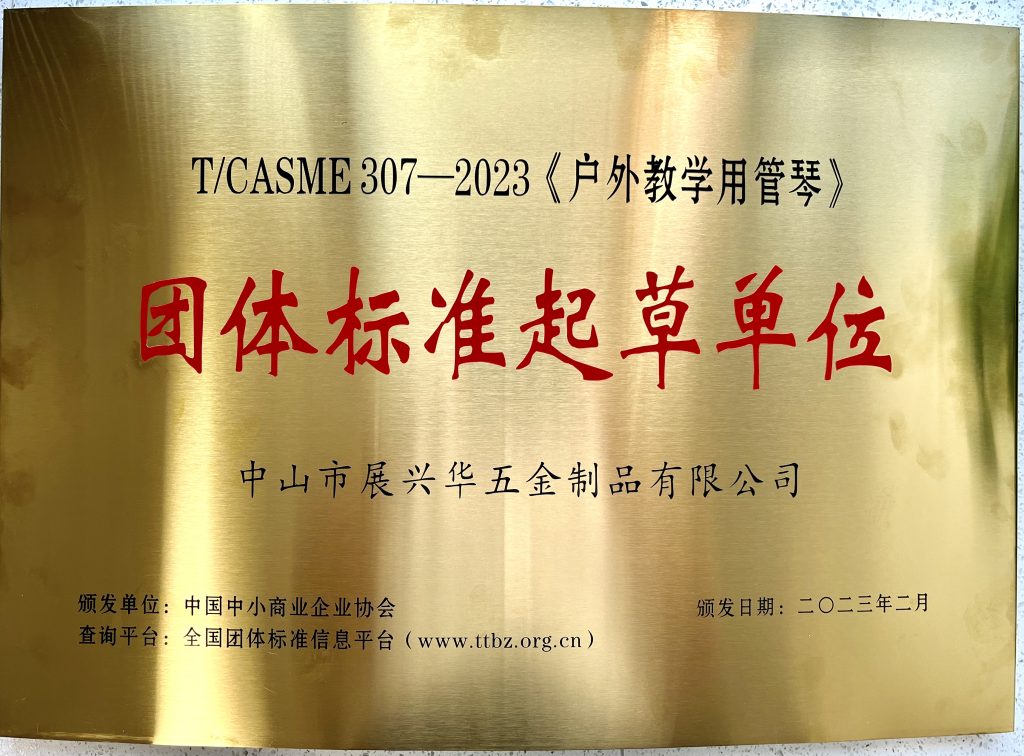 T/CASME 307—2023《户外教学用管琴》
团体标准起草单位
中山市展兴华五金制品有限公司
颁发单位：中国中小商业企业协会
颁发日期：二〇二三年二月
查询平台：全国团体标准信息平台（www.ttbz.org.cn）